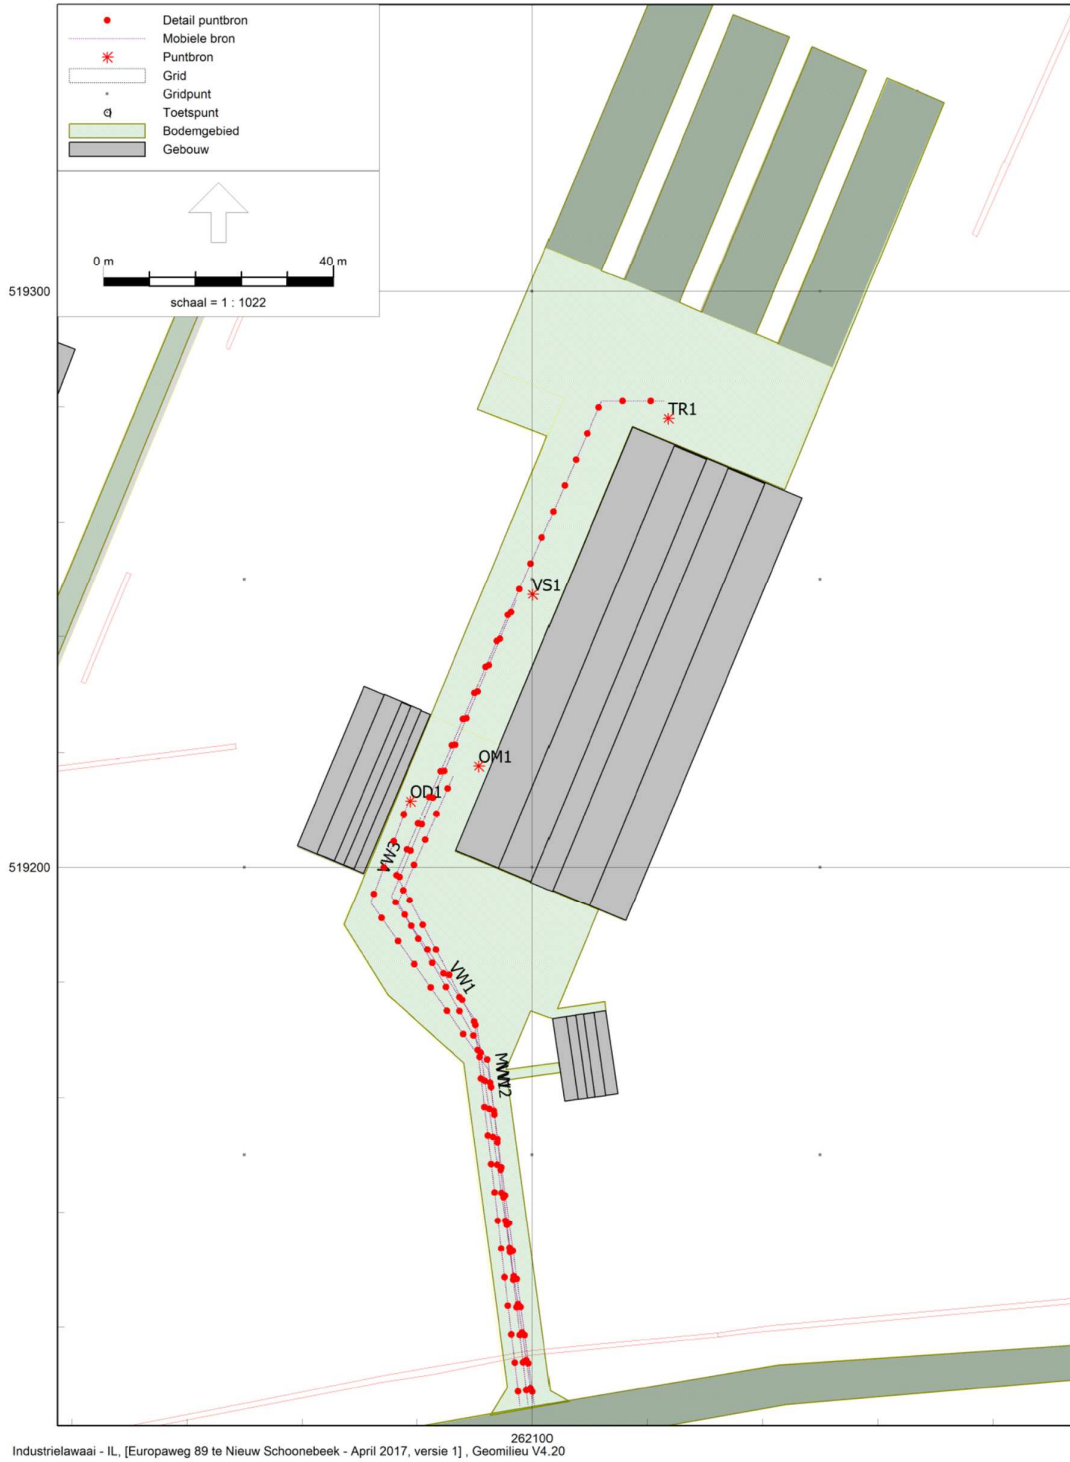 Detail puntbron
Mobiele bron
Puntbron
Grid
Gridpunt
Toetspunt
Bodemgebied
Gebouw
0 m 40 m
schaal = 1 : 1022
519300
TR1
VS1
OM1
OD1
VW3
519200
VW1
262100
Industrielawaai - IL, [Europaweg 89 te Nieuw Schoonebeek - April 2017, versie 1] , Geomilieu V4.20